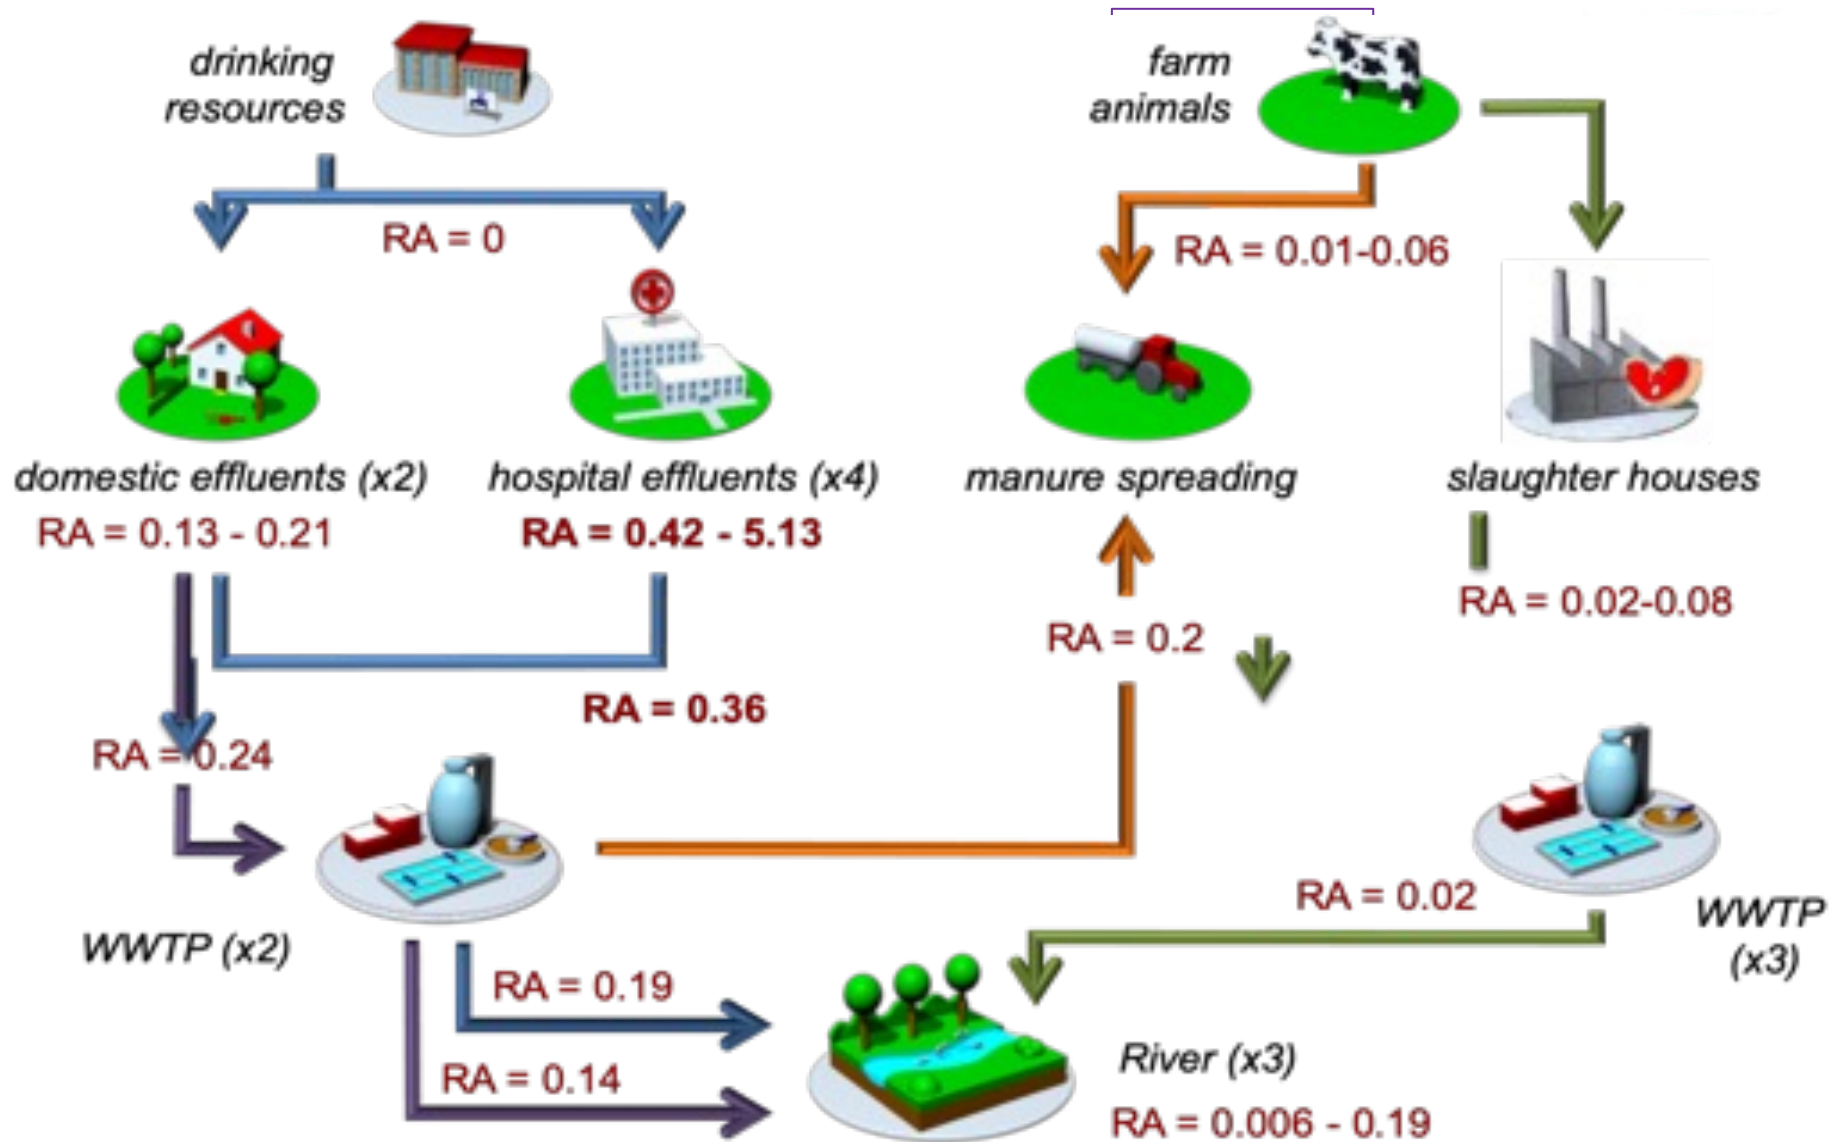 drinking
resources
farm
animals
RA = 0
RA = 0.01-0.06
domestic effluents (x2)
hospital effluents (x4)
manure spreading
slaughter houses
RA = 0.13 - 0.21
RA = 0.42 - 5.13
RA = 0.02-0.08
RA = 0.2
RA = 0.36
RA = 0.24
RA = 0.02
WWTP (x2)
WWTP
(x3)
RA = 0.19
RA = 0.14
River (x3)
RA = 0.006 - 0.19